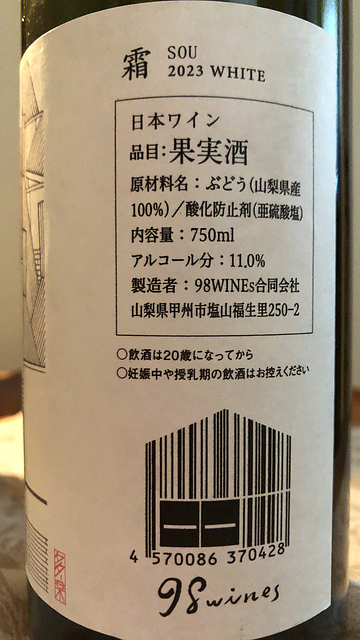 霜 SOU
2023 WHITE
日本ワイン
品目：果実酒
原材料名：ぶどう(山梨県産
100%)／酸化防止剤(亜硫酸塩)
内容量：750ml
アルコール分：11.0%
製造者：98WINEs合同会社
山梨県甲州市塩山福生里250-2
○飲酒は20歳になってから
○妊娠中や授乳期の飲酒はお控えください
4 570086 370428
98wines